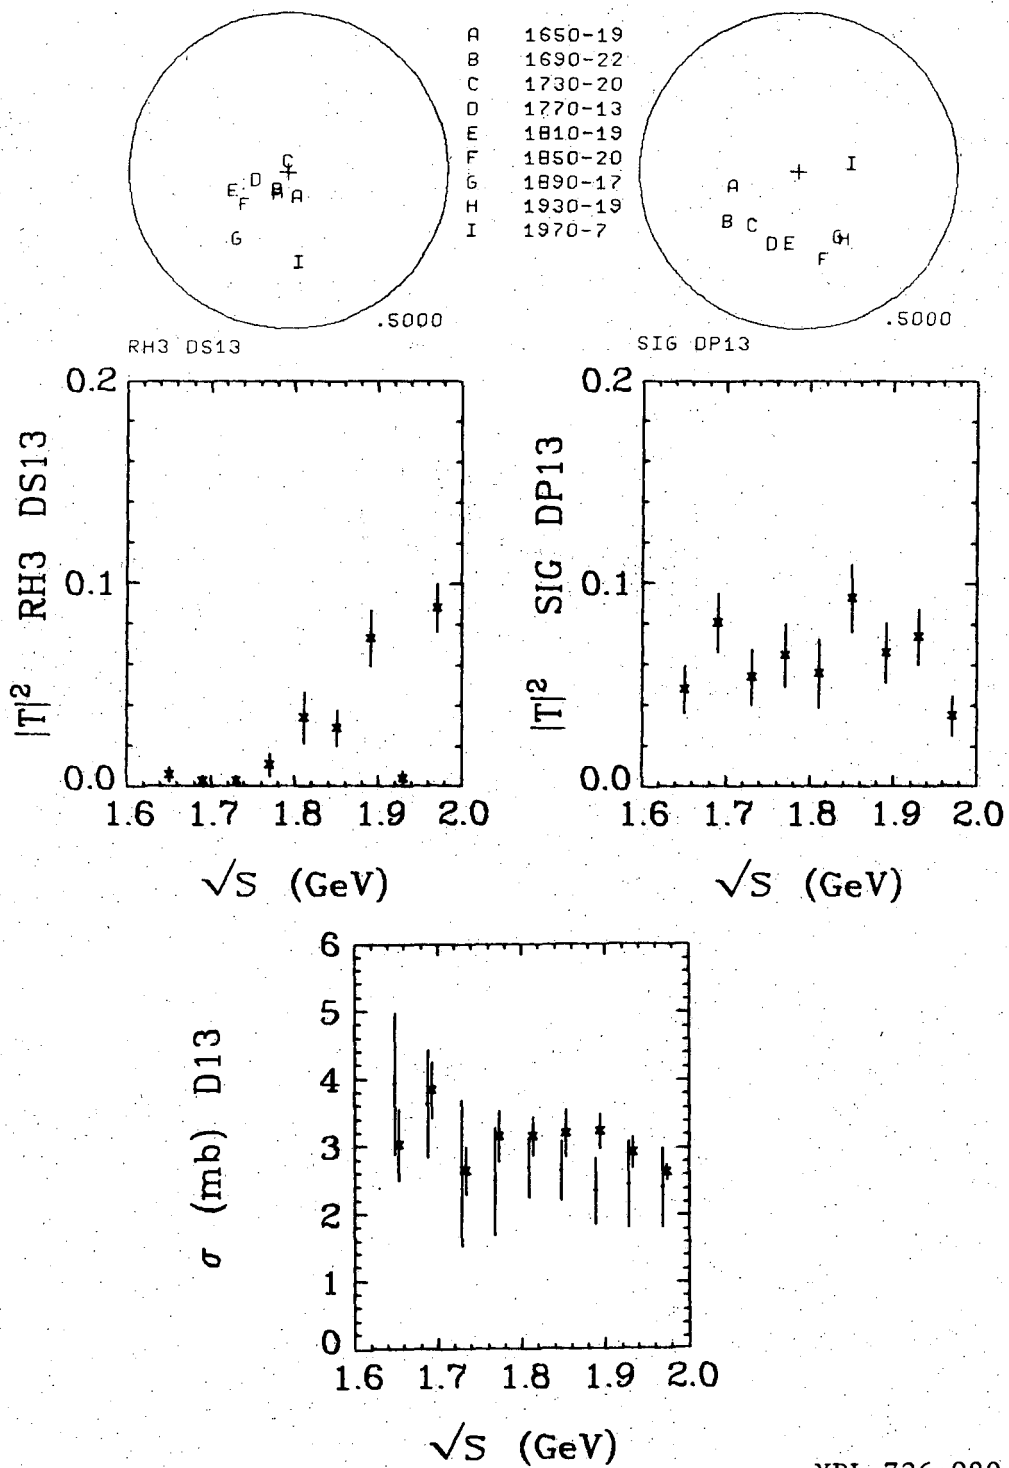 A 1650-19
B 1690-22
C 1730-20
D 1770-13
E 1810-19
F 1850-20
G 1890-17
H 1930-19
I 1970-7
C
E D B H A
F
G
I
.5000
RH3 DS13
I
A
B C
D E G H
F
.5000
SIG DP13
|T|² RH3 DS13
0.2
0.1
0.0
1.6 1.7 1.8 1.9 2.0
√S (GeV)
|T|² SIG DP13
0.2
0.1
0.0
1.6 1.7 1.8 1.9 2.0
√S (GeV)
σ (mb) D13
6
5
4
3
2
1
0
1.6 1.7 1.8 1.9 2.0
√S (GeV)